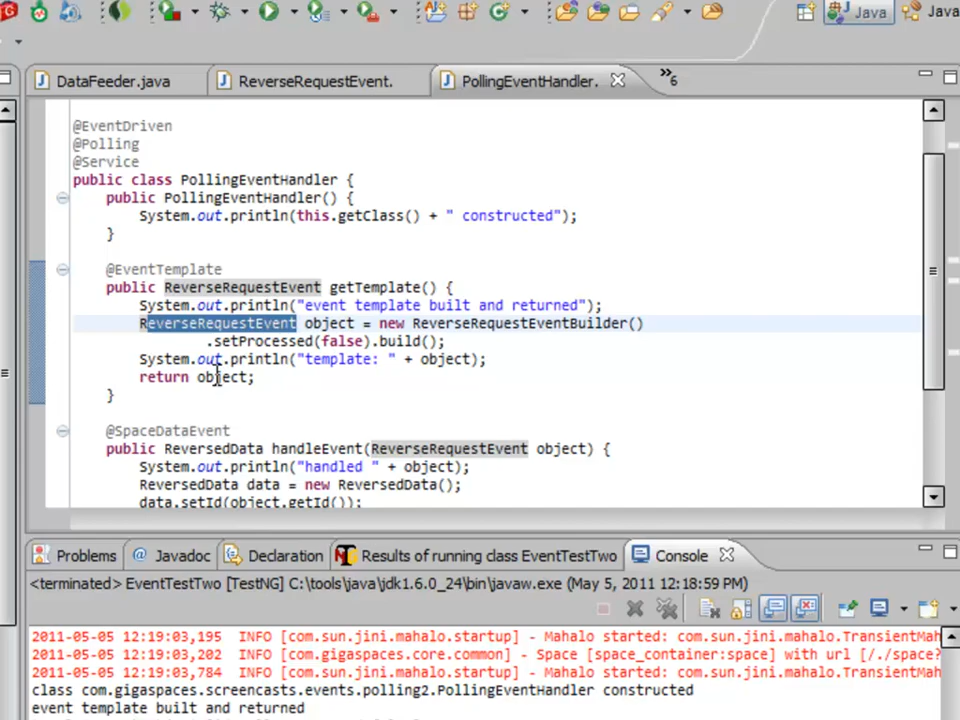 Java
Java
DataFeeder.java
ReverseRequestEvent.
PollingEventHandler.
6
@EventDriven
@Polling
@Service
public class PollingEventHandler {
public PollingEventHandler() {
System.out.println(this.getClass() + " constructed");
}
@EventTemplate
public ReverseRequestEvent getTemplate() {
System.out.println("event template built and returned");
ReverseRequestEvent object = new ReverseRequestEventBuilder()
.setProcessed(false).build();
System.out.println("template: " + object);
return object;
}
@SpaceDataEvent
public ReversedData handleEvent(ReverseRequestEvent object) {
System.out.println("handled " + object);
ReversedData data = new ReversedData();
data.setId(object.getId());
Problems
@ Javadoc
Declaration
Results of running class EventTestTwo
Console
<terminated> EventTestTwo [TestNG] C:\tools\java\jdk1.6.0_24\bin\javaw.exe (May 5, 2011 12:18:59 PM)
2011-05-05 12:19:03,195 INFO [com.sun.jini.mahalo.startup] - Mahalo started: com.sun.jini.mahalo.TransientMah
2011-05-05 12:19:03,202 INFO [com.gigaspaces.core.common] - Space [space_container:space] with url [/./space?
2011-05-05 12:19:03,784 INFO [com.sun.jini.mahalo.startup] - Mahalo started: com.sun.jini.mahalo.TransientMah
class com.gigaspaces.screencasts.events.polling2.PollingEventHandler constructed
event template built and returned